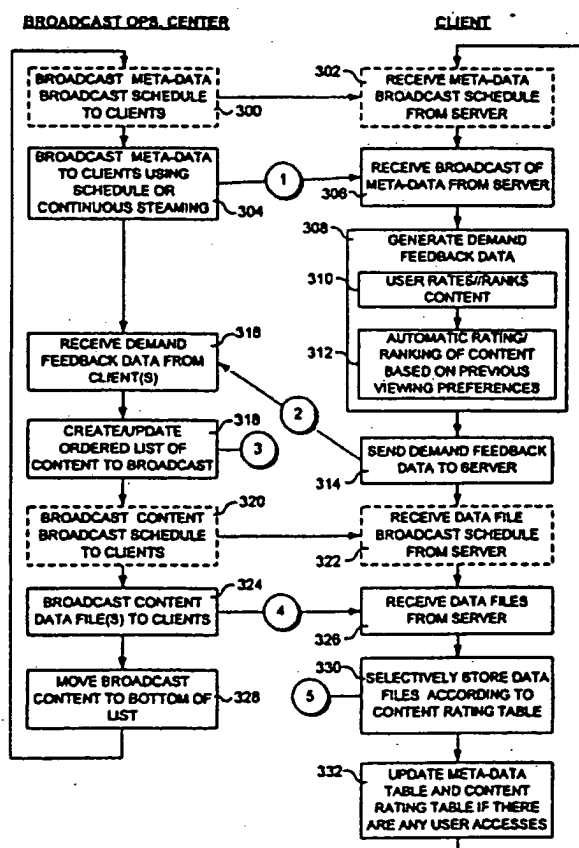 BROADCAST OPS. CENTER
CLIENT
BROADCAST META-DATA
BROADCAST SCHEDULE
TO CLIENTS
300
302
RECEIVE META-DATA
BROADCAST SCHEDULE
FROM SERVER
BROADCAST META-DATA
TO CLIENTS USING
SCHEDULE OR
CONTINUOUS STEAMING
304
1
RECEIVE BROADCAST OF
META-DATA FROM SERVER
306
308
GENERATE DEMAND
FEEDBACK DATA
310
USER RATES//RANKS
CONTENT
312
AUTOMATIC RATING/
RANKING OF CONTENT
BASED ON PREVIOUS
VIEWING PREFERENCES
316
RECEIVE DEMAND
FEEDBACK DATA FROM
CLIENT(S)
2
318
CREATE/UPDATE
ORDERED LIST OF
CONTENT TO BROADCAST
3
SEND DEMAND FEEDBACK
DATA TO SERVER
314
320
BROADCAST CONTENT
BROADCAST SCHEDULE
TO CLIENTS
RECEIVE DATA FILE
BROADCAST SCHEDULE
FROM SERVER
322
324
BROADCAST CONTENT
DATA FILE(S) TO CLIENTS
4
RECEIVE DATA FILES
FROM SERVER
326
MOVE BROADCAST
CONTENT TO BOTTOM OF
LIST
328
330
SELECTIVELY STORE DATA
FILES ACCORDING TO
CONTENT RATING TABLE
5
332
UPDATE META-DATA
TABLE AND CONTENT
RATING TABLE IF THERE
ARE ANY USER ACCESSES